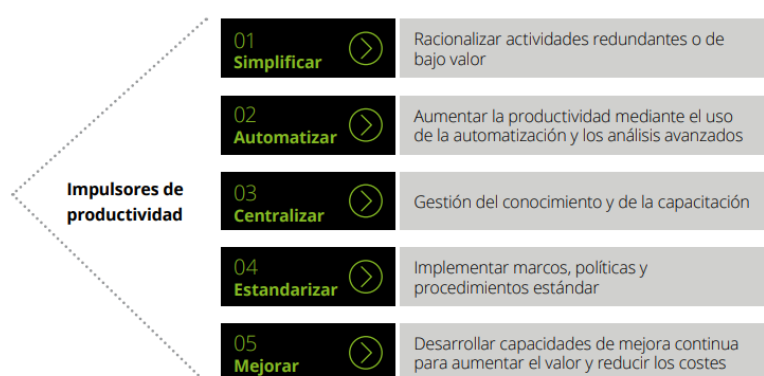 Impulsores de
productividad
01
Simplificar
Racionalizar actividades redundantes o de
bajo valor
02
Automatizar
Aumentar la productividad mediante el uso
de la automatización y los análisis avanzados
03
Centralizar
Gestión del conocimiento y de la capacitación
04
Estandarizar
Implementar marcos, políticas y
procedimientos estándar
05
Mejorar
Desarrollar capacidades de mejora continua
para aumentar el valor y reducir los costes